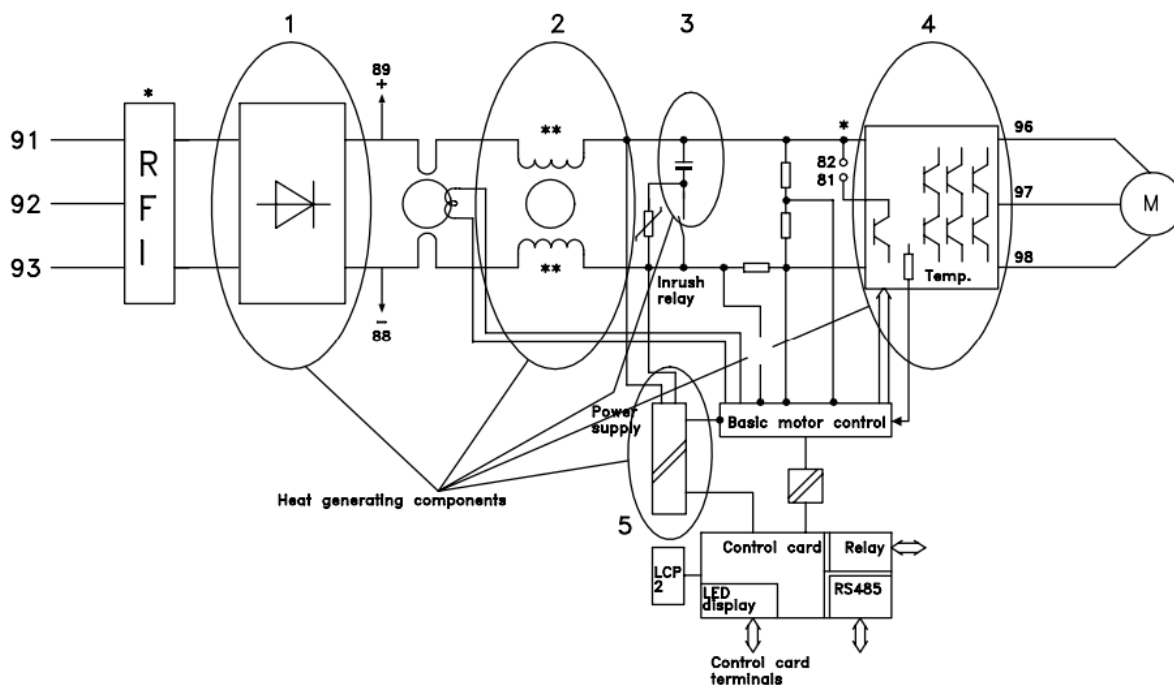 1
2
3
4
89
+
*
**
*
96
91
R
F
I
82
81
97
92
M
93
**
98
Inrush
relay
Temp.
−
88
Power
supply
Basic motor control
Heat generating components
5
Control card
Relay
LCP
2
LED
display
RS485
Control card
terminals